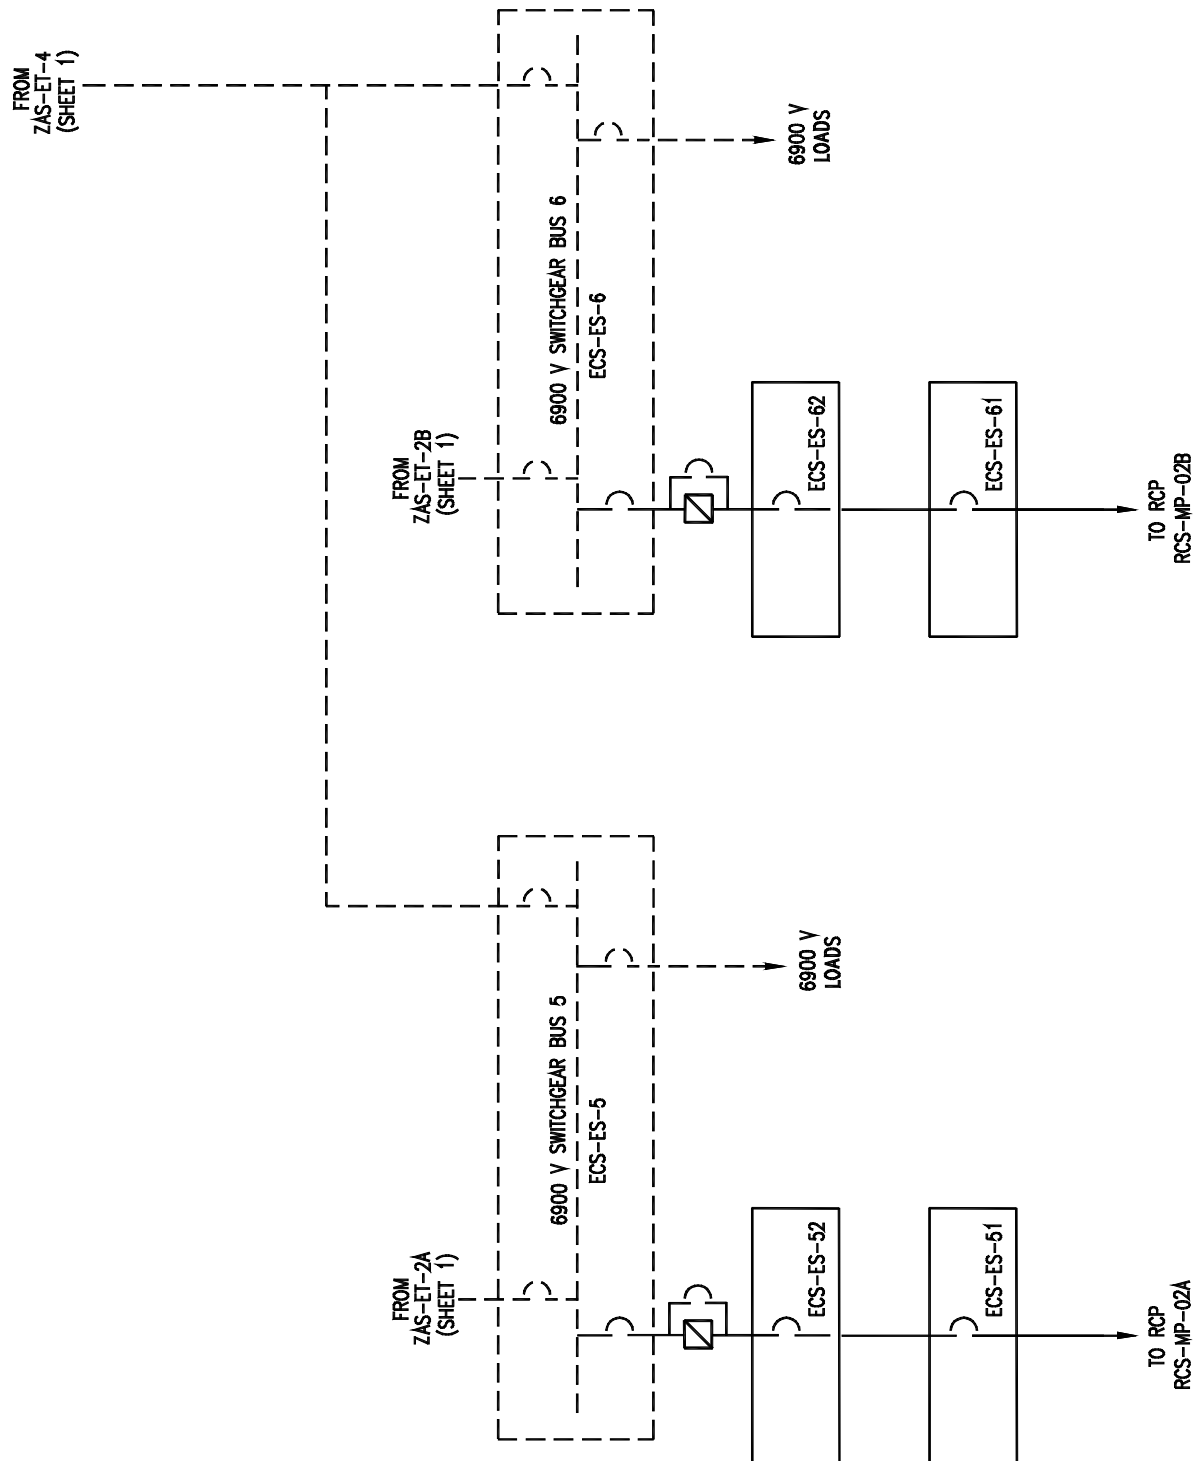 FROM
ZAS-ET-4
(SHEET 1)
6900 V
LOADS
6900 V SWITCHGEAR BUS 6
ECS-ES-6
FROM
ZAS-ET-2B
(SHEET 1)
ECS-ES-62
ECS-ES-61
TO RCP
RCS-MP-02B
6900 V
LOADS
6900 V SWITCHGEAR BUS 5
ECS-ES-5
FROM
ZAS-ET-2A
(SHEET 1)
ECS-ES-52
ECS-ES-51
TO RCP
RCS-MP-02A